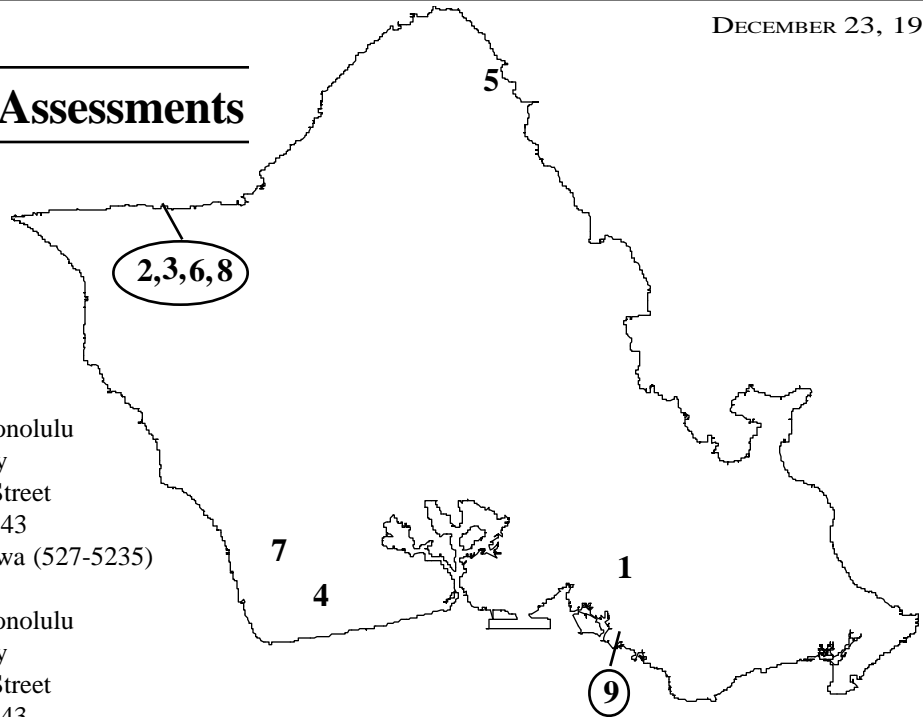 DECEMBER 23, 19
Assessments
5
2,3,6,8
onolulu
y
Street
43
wa (527-5235)
7
4
1
onolulu
y
Street
9
43